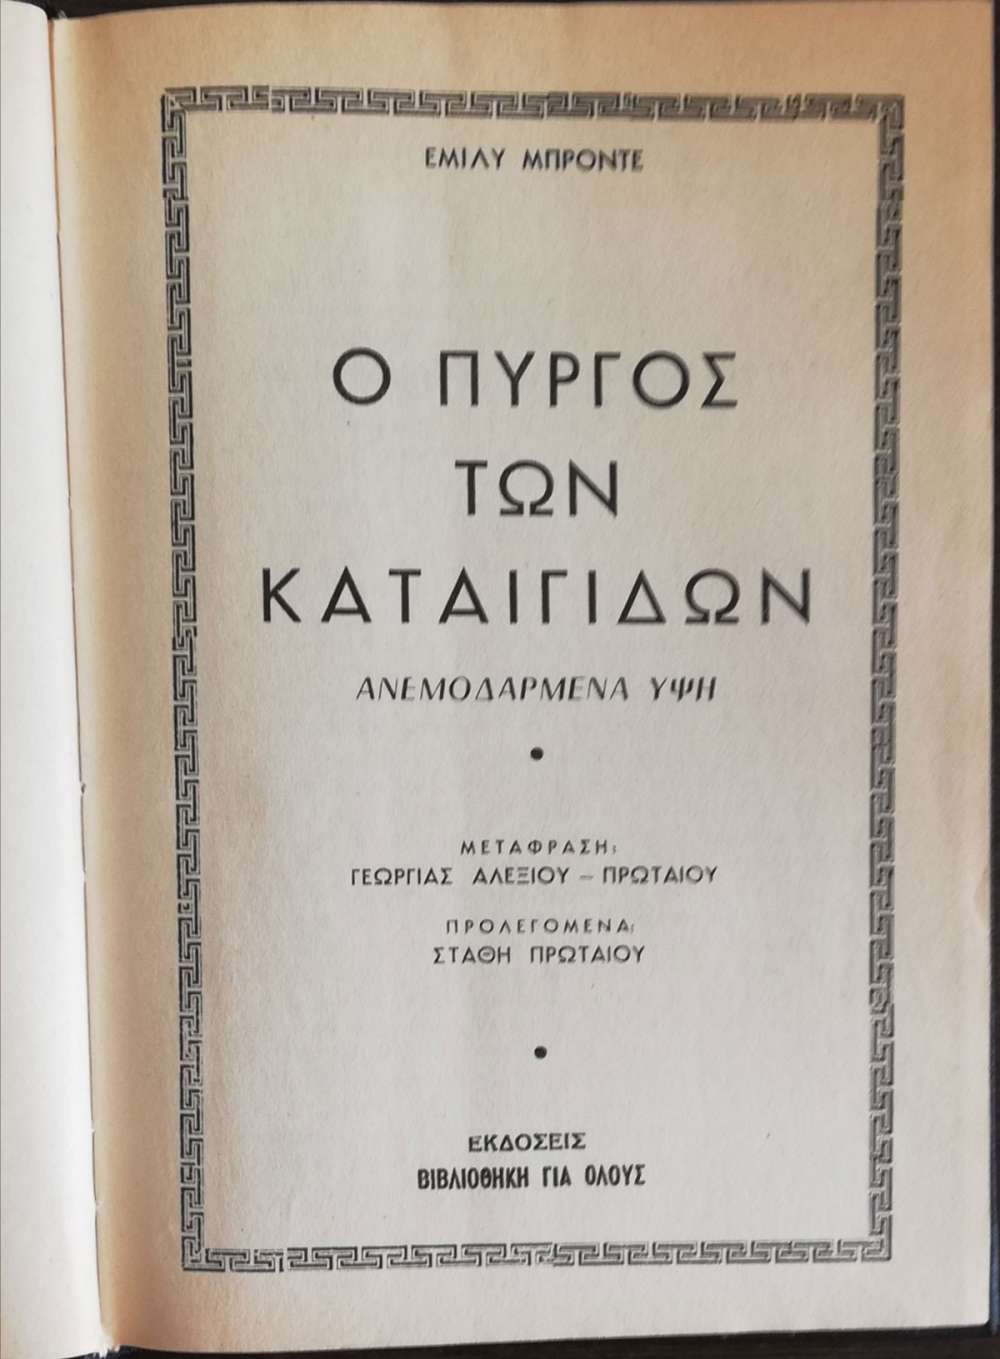 ΕΜΙΛΥ ΜΠΡΟΝΤΕ
Ο ΠΥΡΓΟΣ
ΤΩΝ
ΚΑΤΑΙΓΙΔΩΝ
ΑΝΕΜΟΔΑΡΜΕΝΑ ΥΨΗ
ΜΕΤΑΦΡΑΣΗ:
ΓΕΩΡΓΙΑΣ ΑΛΕΞΙΟΥ – ΠΡΩΤΑΙΟΥ
ΠΡΟΛΕΓΟΜΕΝΑ:
ΣΤΑΘΗ ΠΡΩΤΑΙΟΥ
ΕΚΔΟΣΕΙΣ
ΒΙΒΛΙΟΘΗΚΗ ΓΙΑ ΟΛΟΥΣ